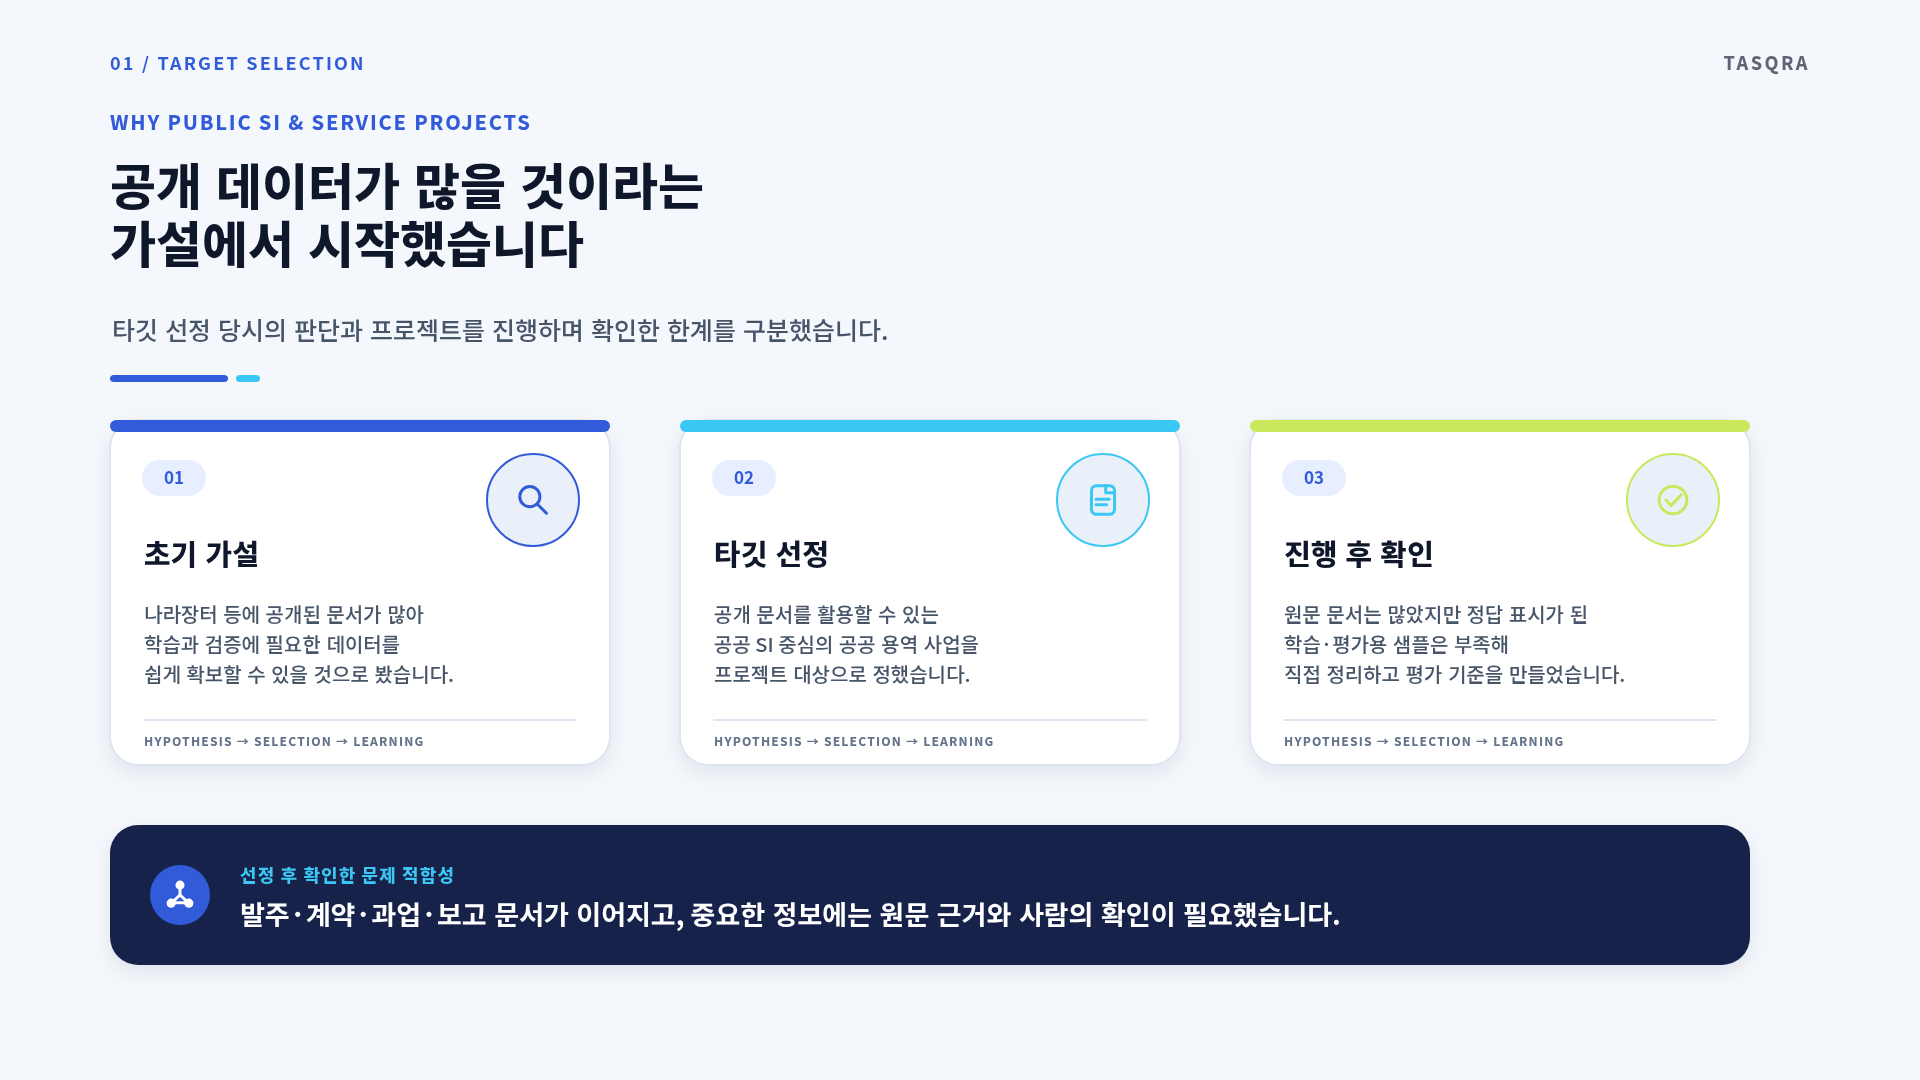 01 / TARGET SELECTION
TASQRA
WHY PUBLIC SI & SERVICE PROJECTS
공개 데이터가 많을 것이라는
가설에서 시작했습니다
타깃 선정 당시의 판단과 프로젝트를 진행하며 확인한 한계를 구분했습니다.
01
초기 가설
나라장터 등에 공개된 문서가 많아
학습과 검증에 필요한 데이터를
쉽게 확보할 수 있을 것으로 봤습니다.
HYPOTHESIS → SELECTION → LEARNING
02
타깃 선정
공개 문서를 활용할 수 있는
공공 SI 중심의 공공 용역 사업을
프로젝트 대상으로 정했습니다.
HYPOTHESIS → SELECTION → LEARNING
03
진행 후 확인
원문 문서는 많았지만 정답 표시가 된
학습·평가용 샘플은 부족해
직접 정리하고 평가 기준을 만들었습니다.
HYPOTHESIS → SELECTION → LEARNING
선정 후 확인한 문제 적합성
발주·계약·과업·보고 문서가 이어지고, 중요한 정보에는 원문 근거와 사람의 확인이 필요했습니다.